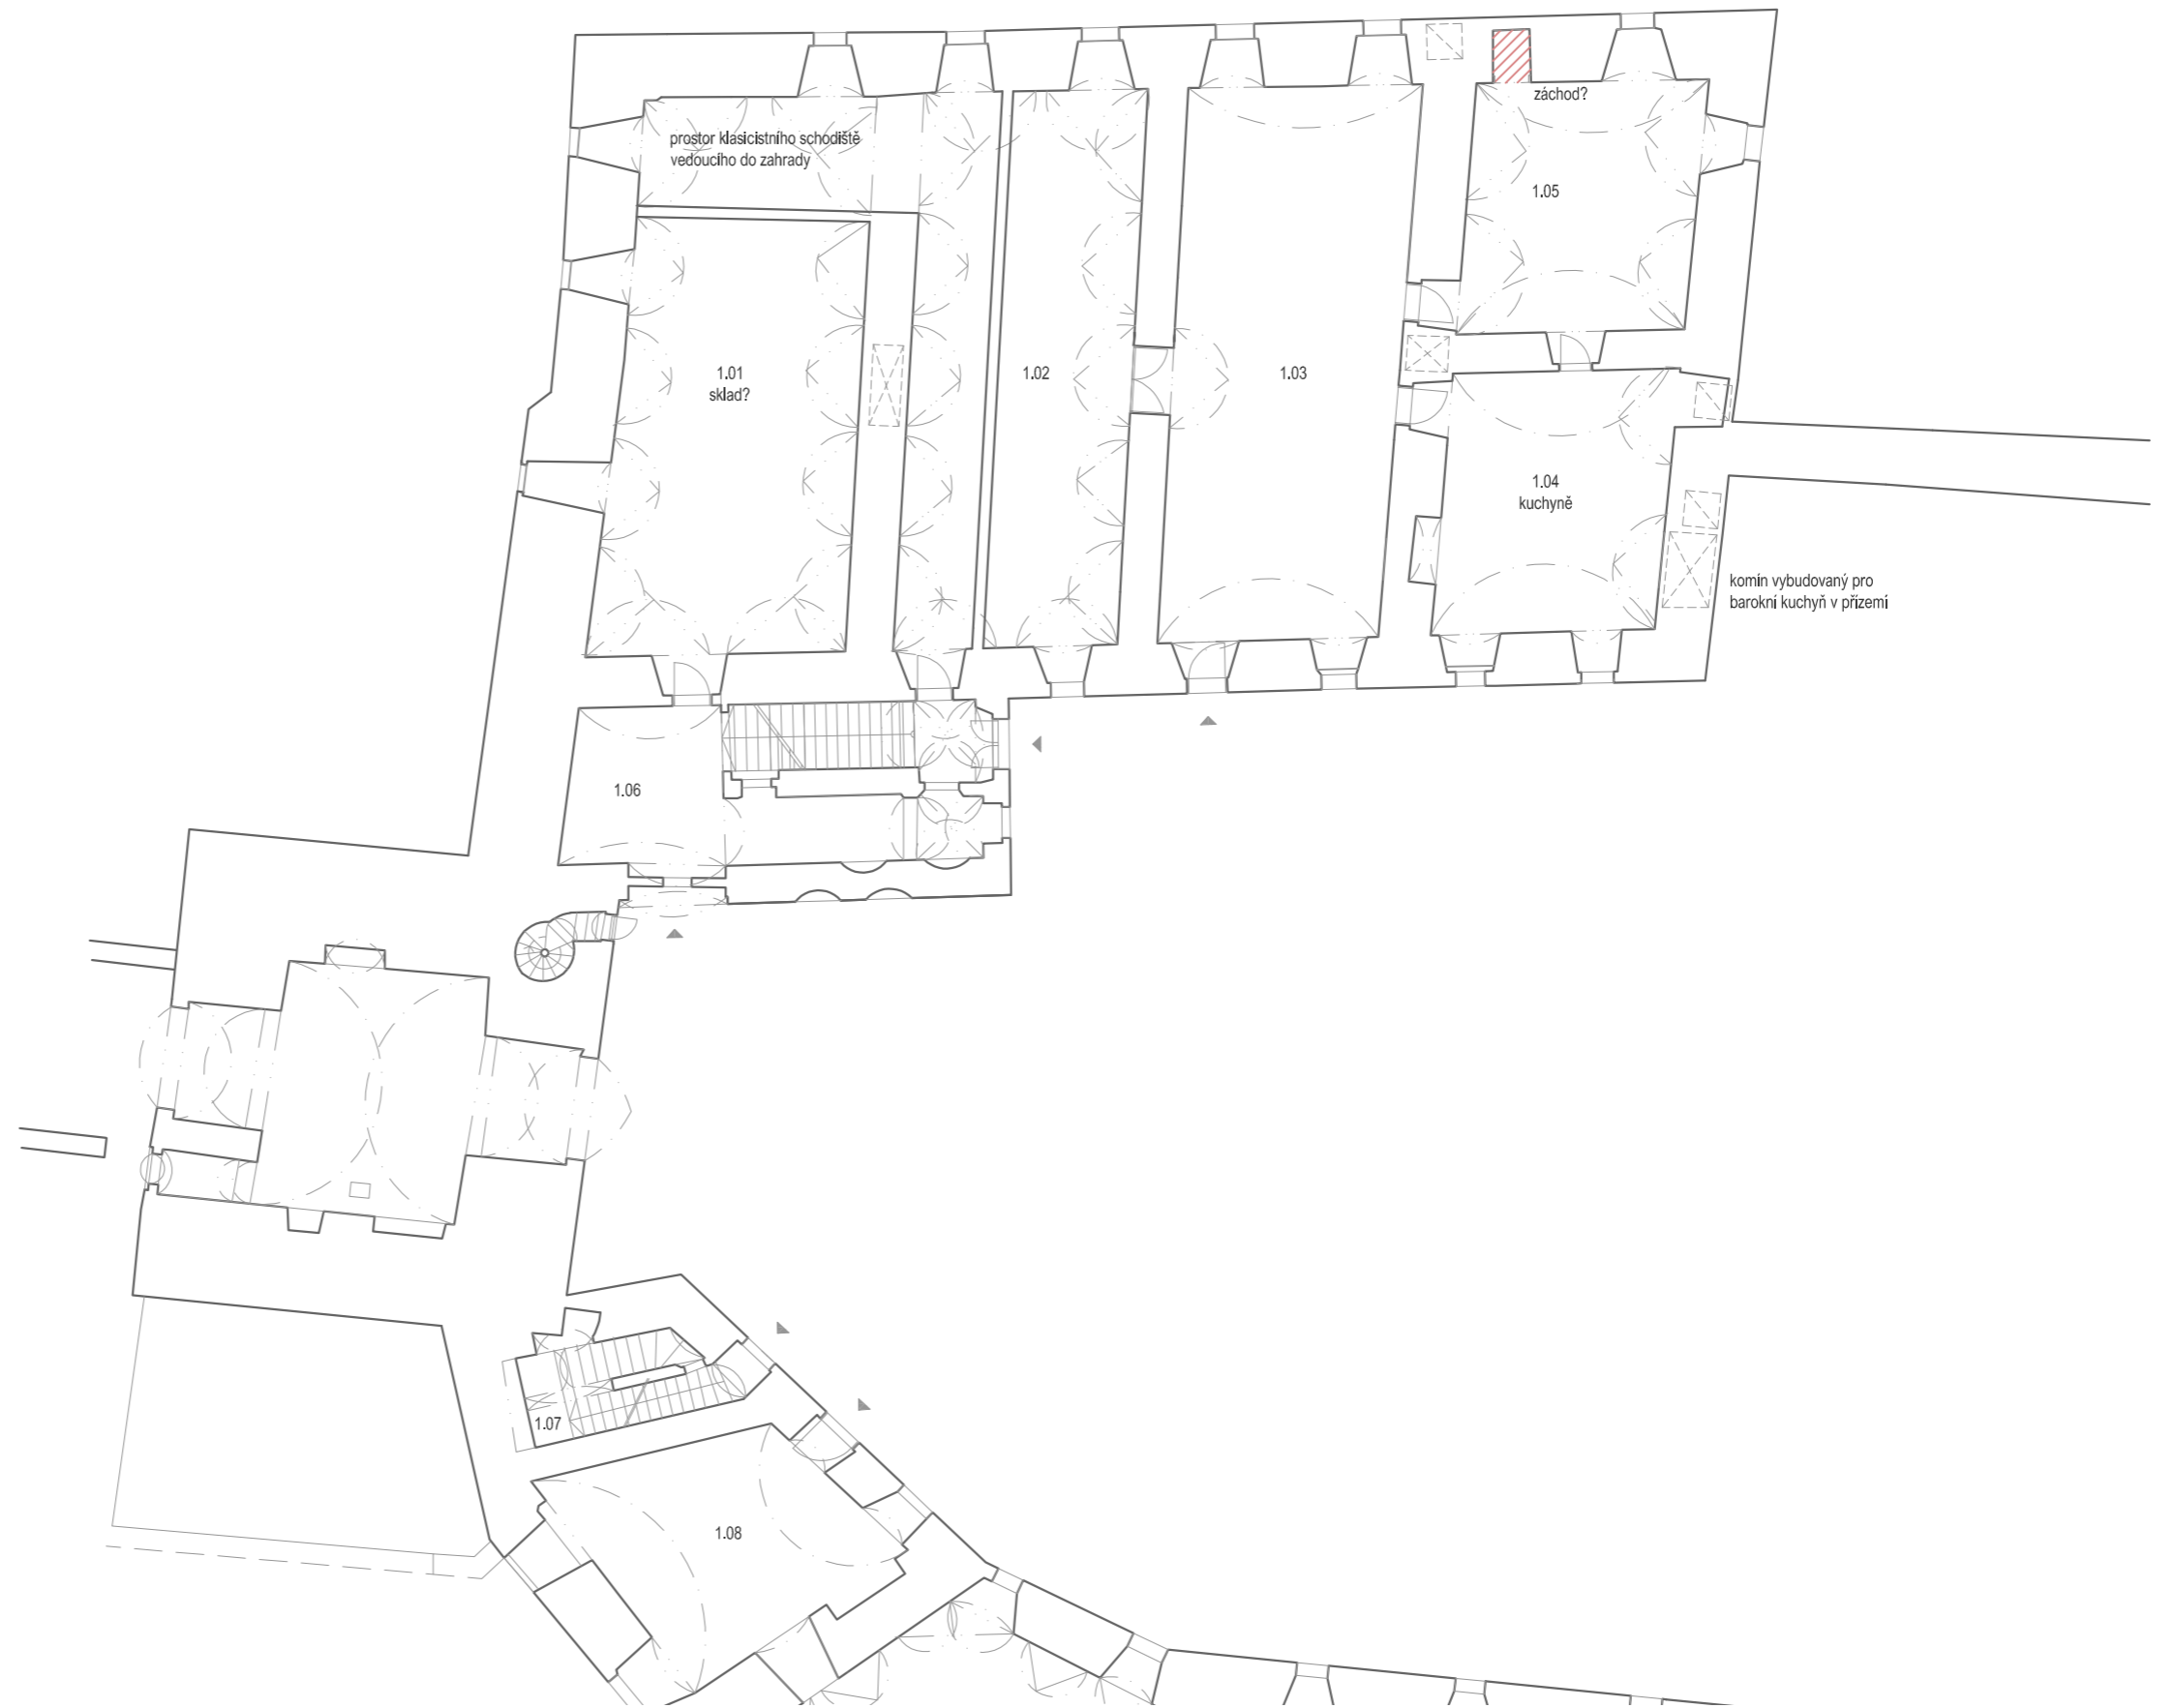 záchod?
prostor klasicistního schodiště
vedoucího do zahrady
1.05
1.01
sklad?
1.02
1.03
1.04
kuchyně
komín vybudovaný pro
barokní kuchyň v přízemí
1.06
1.07
1.08